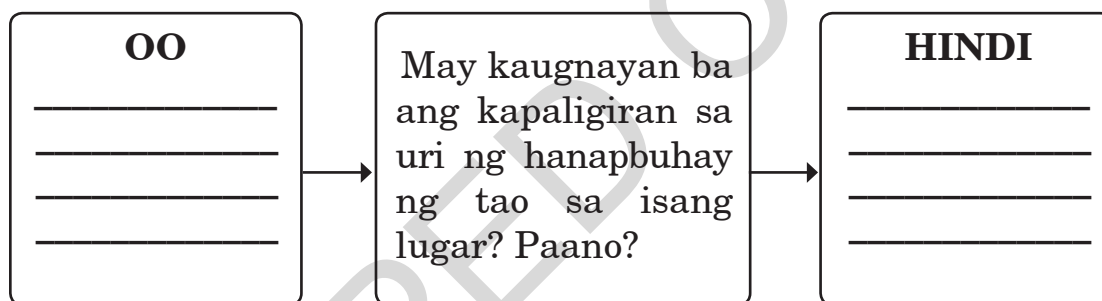 OO
May kaugnayan ba
ang kapaligiran sa
uri ng hanapbuhay
ng tao sa isang
lugar? Paano?
HINDI